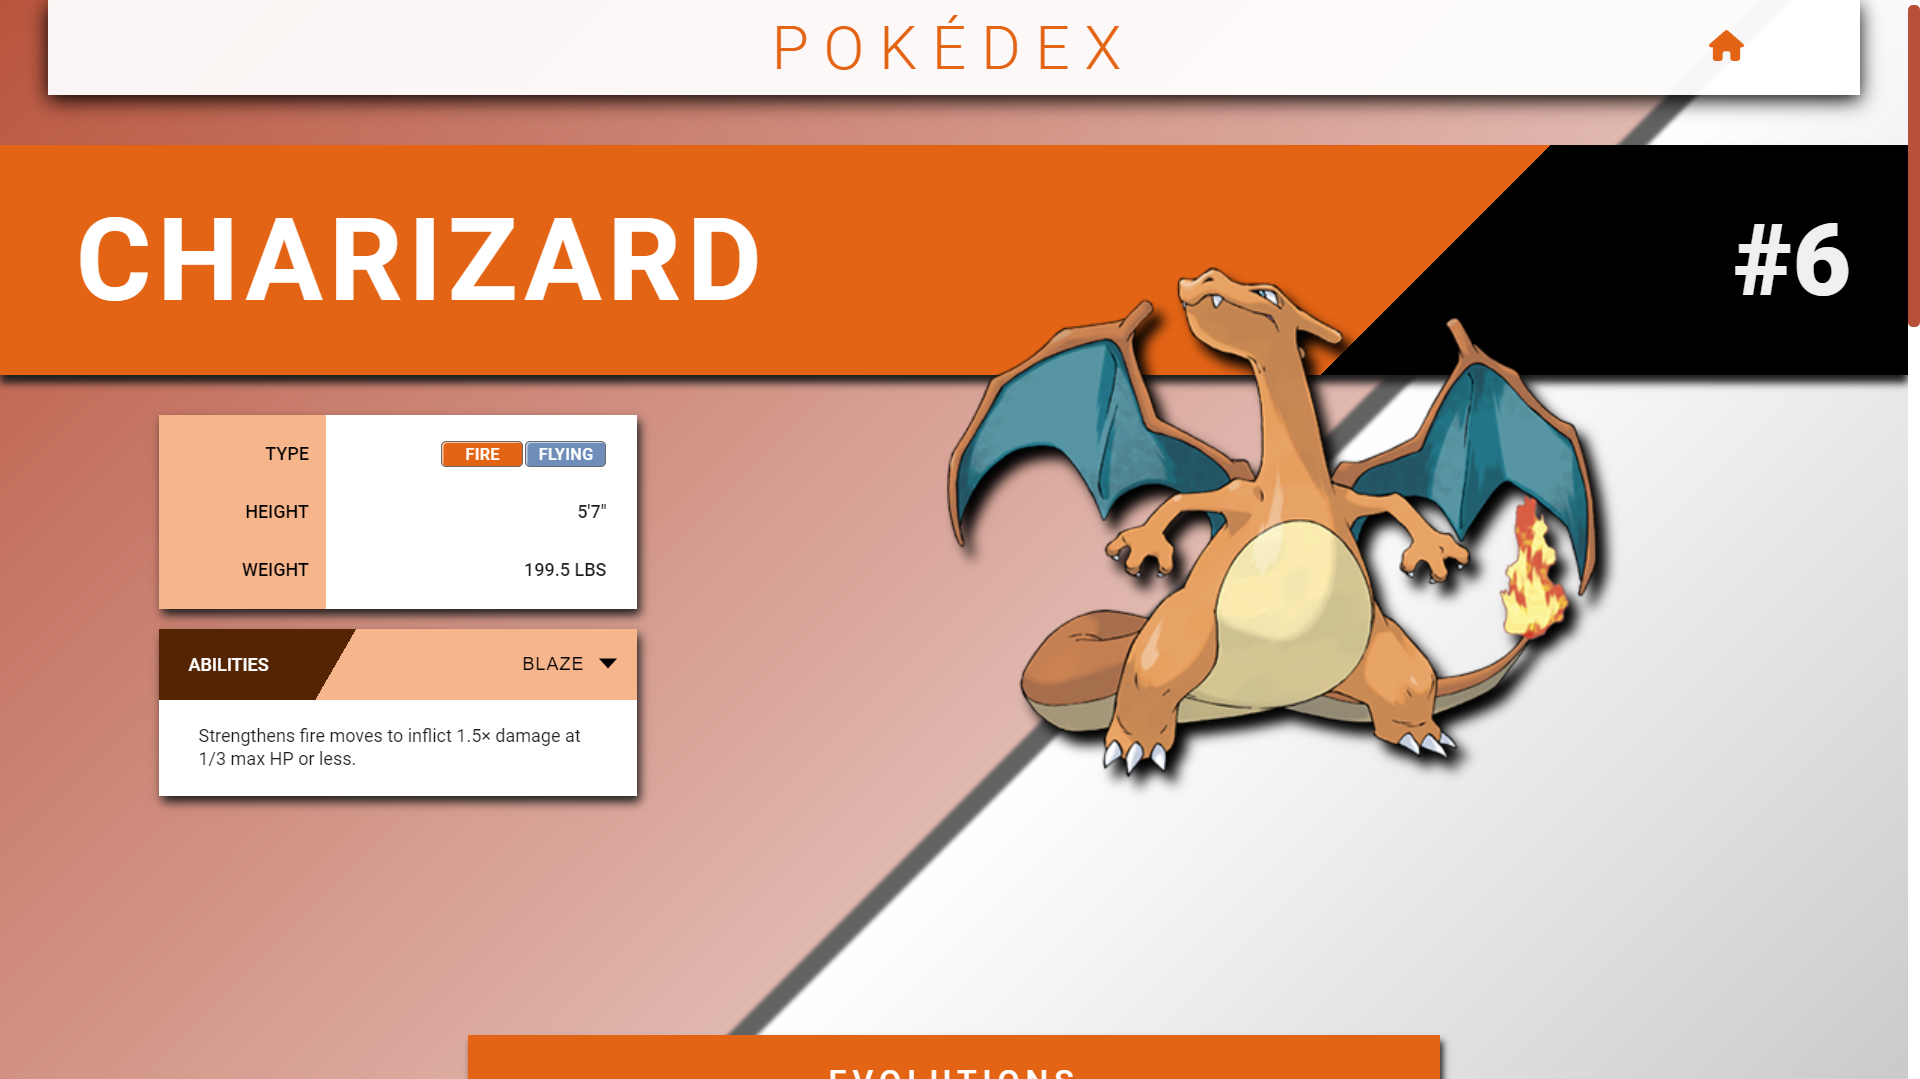 POKÉDEX
CHARIZARD
#6
TYPE FIRE FLYING
HEIGHT 5'7"
WEIGHT 199.5 LBS
ABILITIES BLAZE
Strengthens fire moves to inflict 1.5× damage at
1/3 max HP or less.
EVOLUTIONS